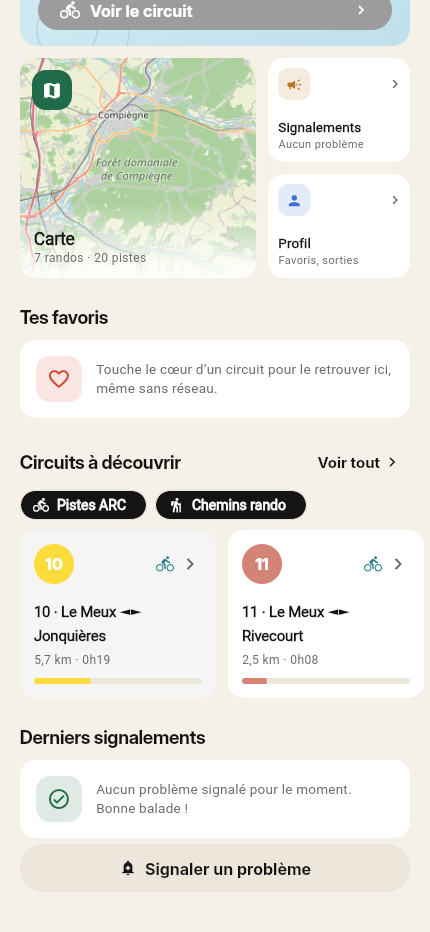 Voir le circuit
Compiègne
Forêt domaniale
de Compiègne
Carte
7 randos · 20 pistes
Signalements
Aucun problème
Profil
Favoris, sorties
Tes favoris
Touche le cœur d’un circuit pour le retrouver ici,
même sans réseau.
Circuits à découvrir
Voir tout
Pistes ARC
Chemins rando
10
10 · Le Meux ◄►
Jonquières
5,7 km · 0h19
11
11 · Le Meux ◄►
Rivecourt
2,5 km · 0h08
Derniers signalements
Aucun problème signalé pour le moment.
Bonne balade !
Signaler un problème